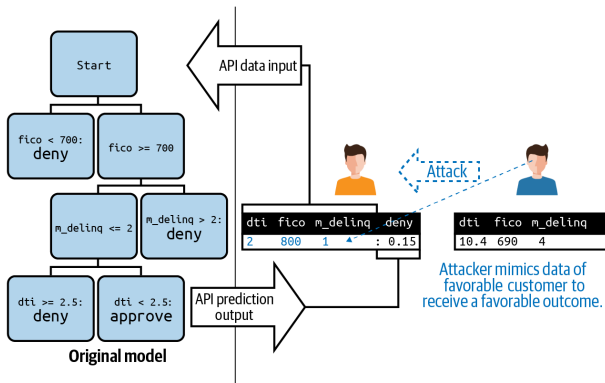 Start
API data input
fico < 700:
deny
fico >= 700
Attack
m_delinq <= 2
m_delinq > 2:
deny
dti fico m_delinq deny
2 800 1 : 0.15
dti fico m_delinq
10.4 690 4
Attacker mimics data of
favorable customer to
receive a favorable outcome.
dti >= 2.5:
deny
dti < 2.5:
approve
API prediction
output
Original model